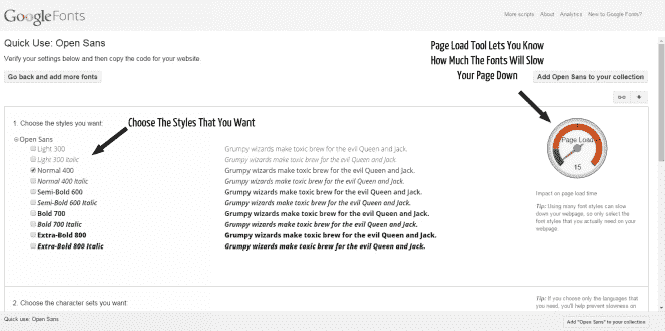 Google Fonts
More scripts About Analytics New to Google Fonts?
Quick Use: Open Sans
Verify your settings below and then copy the code for your website.
Go back and add more fonts
Page Load Tool Lets You Know
How Much The Fonts Will Slow
Your Page Down
Add Open Sans to your collection
1. Choose the styles you want:
Choose The Styles That You Want
Open Sans
Light 300 Grumpy wizards make toxic brew for the evil Queen and Jack.
Light 300 Italic Grumpy wizards make toxic brew for the evil Queen and Jack.
Normal 400 Grumpy wizards make toxic brew for the evil Queen and Jack.
Normal 400 Italic Grumpy wizards make toxic brew for the evil Queen and Jack.
Semi-Bold 600 Grumpy wizards make toxic brew for the evil Queen and Jack.
Semi-Bold 600 Italic Grumpy wizards make toxic brew for the evil Queen and Jack.
Bold 700 Grumpy wizards make toxic brew for the evil Queen and Jack.
Bold 700 Italic Grumpy wizards make toxic brew for the evil Queen and Jack.
Extra-Bold 800 Grumpy wizards make toxic brew for the evil Queen and Jack.
Extra-Bold 800 Italic Grumpy wizards make toxic brew for the evil Queen and Jack.
Page Load
15
Impact on page load time
Tip: Using many font styles can slow
down your webpage, so only select the
font styles that you actually need on your
webpage.
2. Choose the character sets you want:
Tip: If you choose only the languages that
you need, you'll help prevent slowness on
Quick use: Open Sans
Add "Open Sans" to your collection